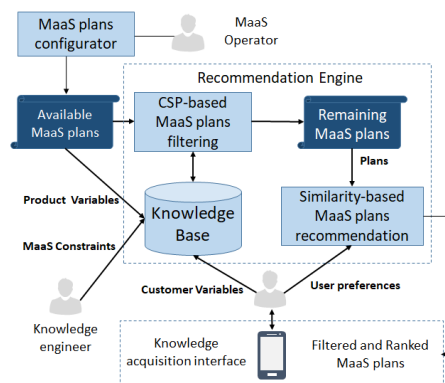 MaaS plans
configurator
MaaS
Operator
Recommendation Engine
Available
MaaS plans
CSP-based
MaaS plans
filtering
Remaining
MaaS plans
Plans
Product Variables
Knowledge
Base
Similarity-based
MaaS plans
recommendation
MaaS Constraints
Customer Variables
User preferences
Knowledge
engineer
Knowledge
acquisition interface
Filtered and Ranked
MaaS plans